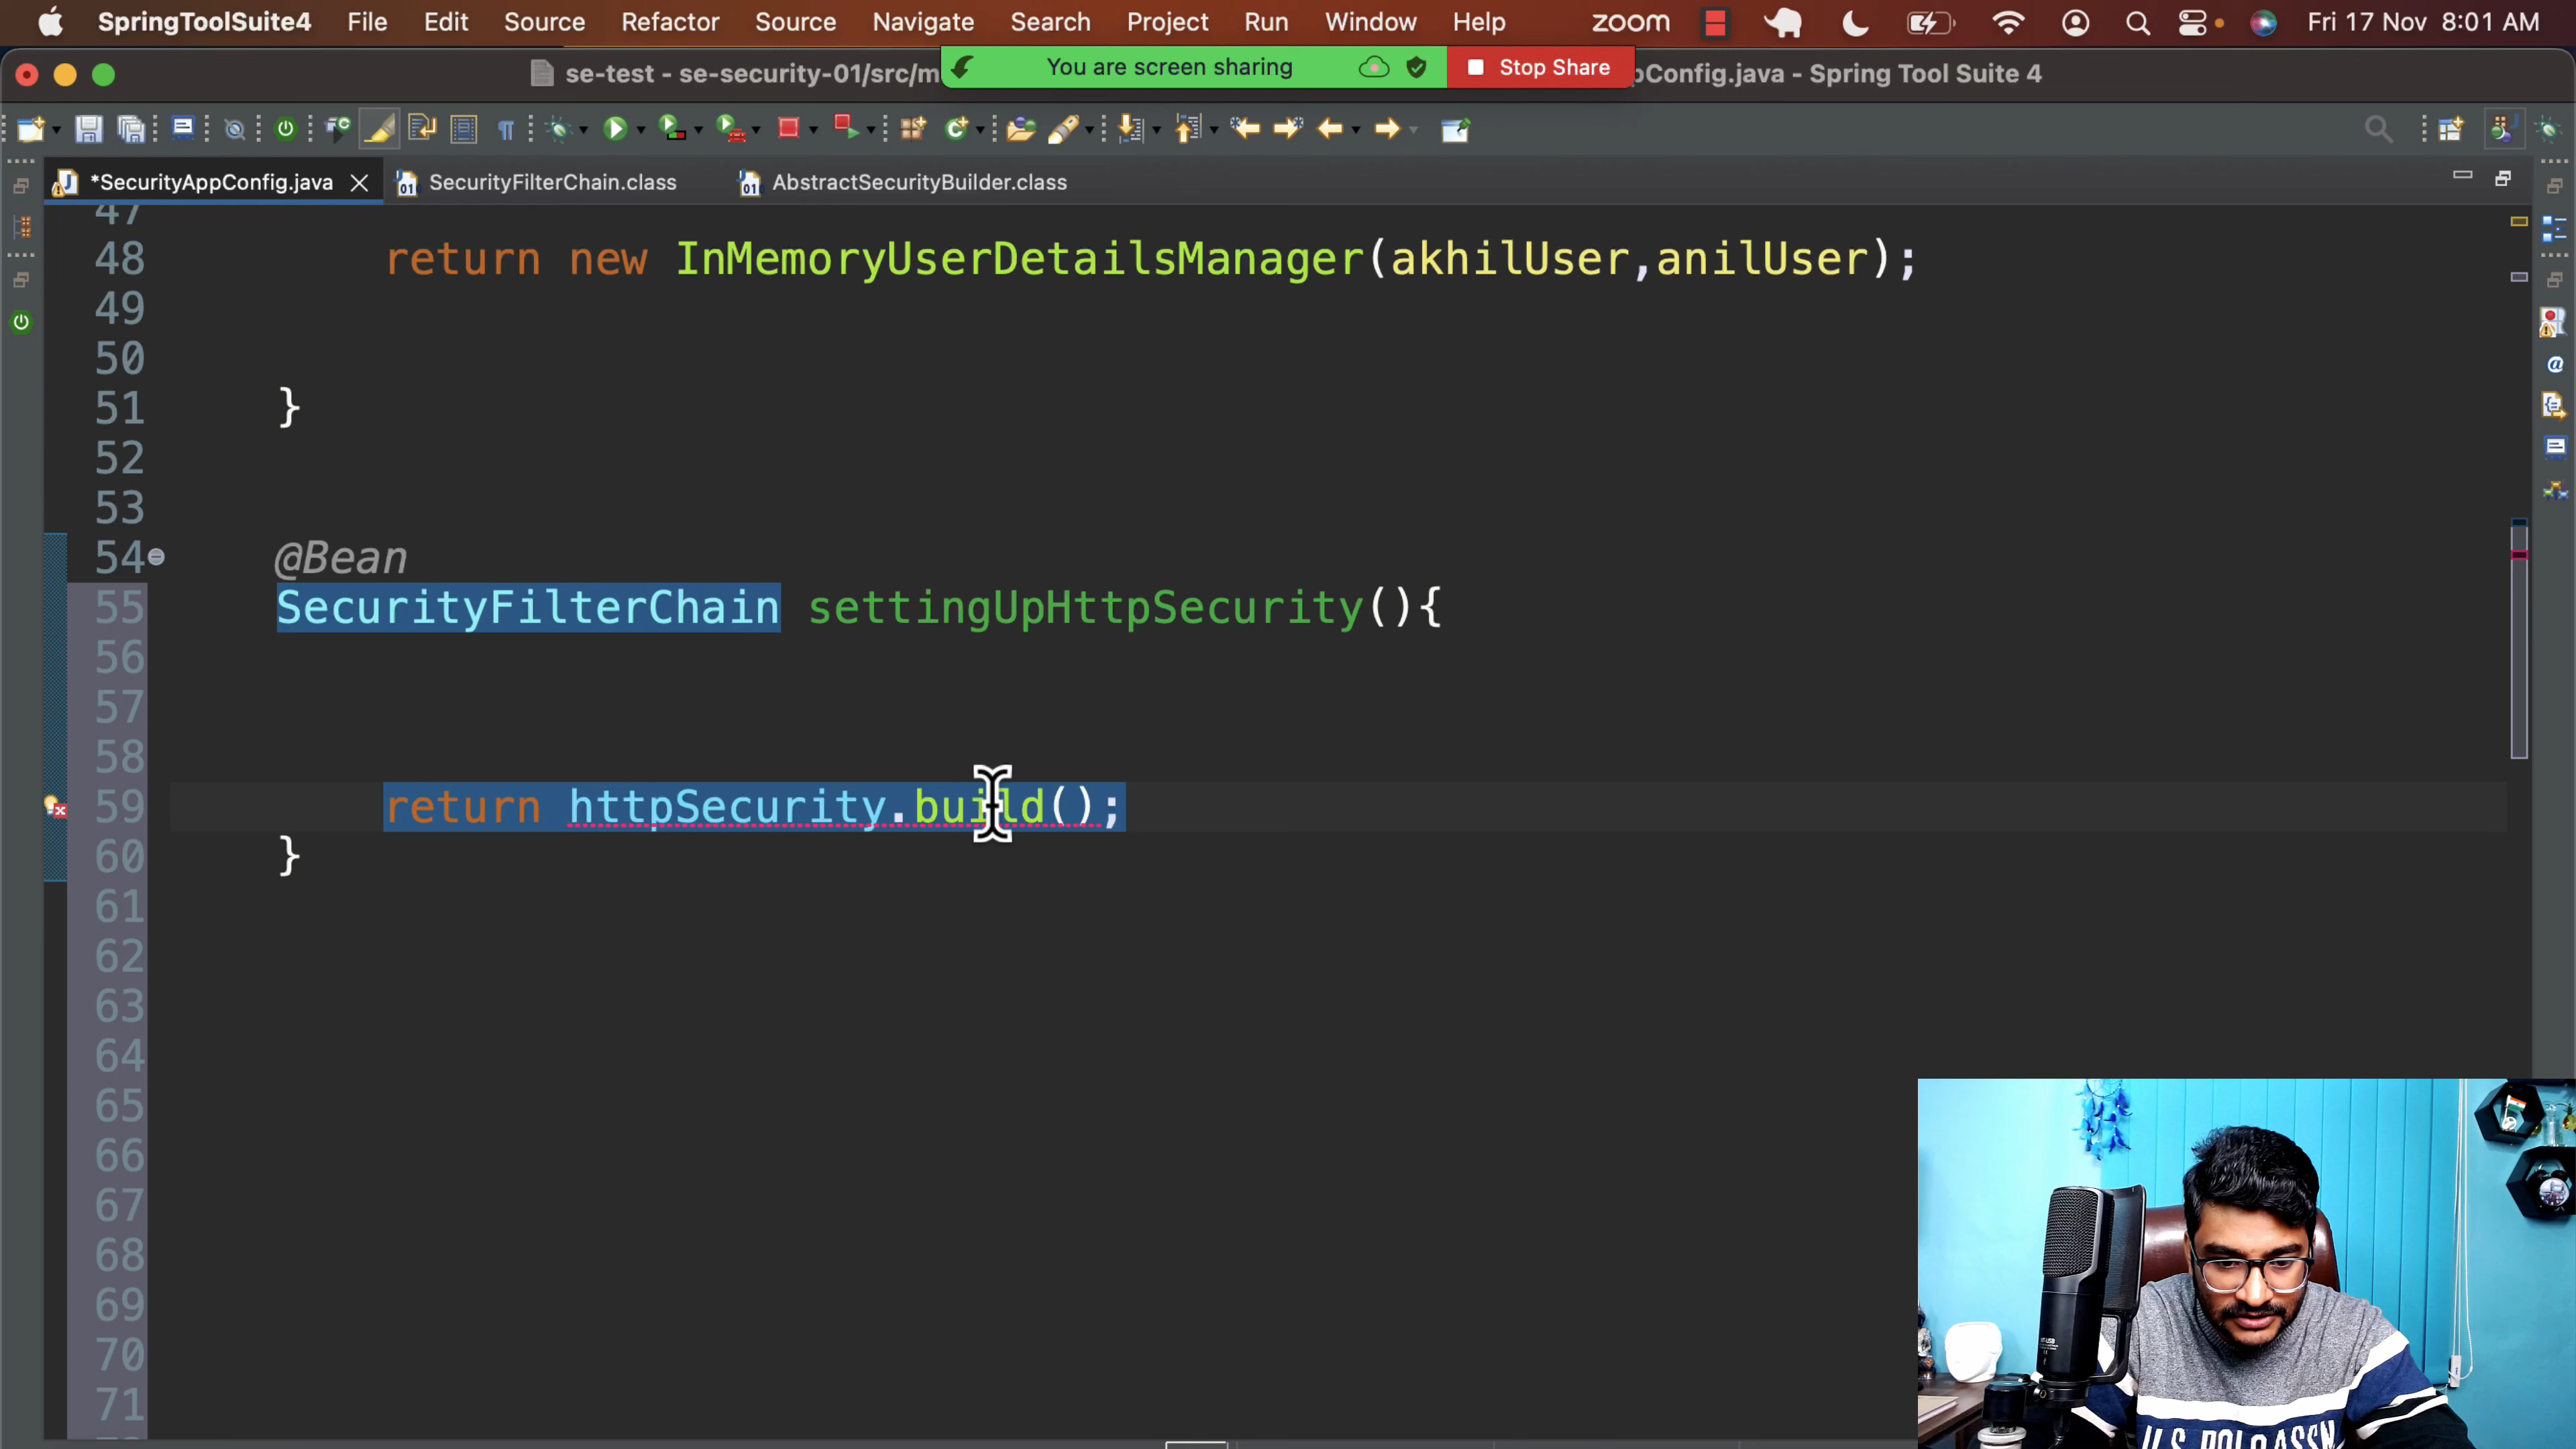 SpringToolSuite4 File Edit Source Refactor Source Navigate Search Project Run Window Help zoom Fri 17 Nov 8:01 AM
se-test - se-security-01/src/m You are screen sharing Stop Share pConfig.java - Spring Tool Suite 4
*SecurityAppConfig.java SecurityFilterChain.class AbstractSecurityBuilder.class
47
48 return new InMemoryUserDetailsManager(akhilUser,anilUser);
49
50
51 }
52
53
54 @Bean
55 SecurityFilterChain settingUpHttpSecurity(){
56
57
58
59 return httpSecurity.build();
60 }
61
62
63
64
65
66
67
68
69
70
71
U.S. POLO ASSN